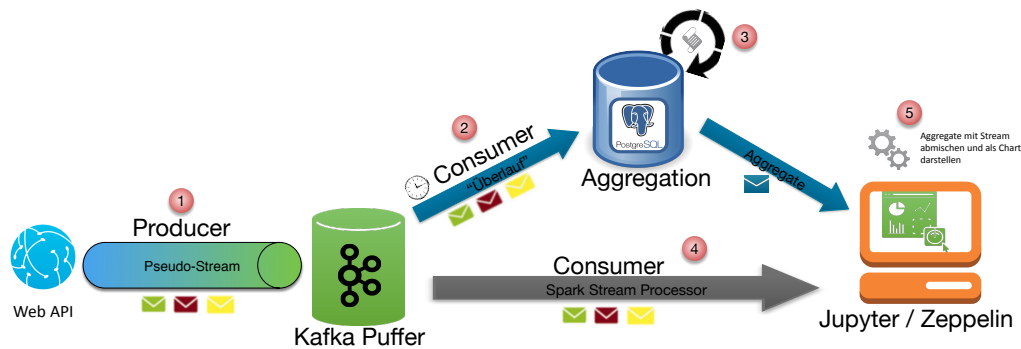 1
Producer
Pseudo-Stream
Web API
Kafka Puffer
2
Consumer
"Überlauf"
3
PostgreSQL
Aggregation
Aggregate
4
Consumer
Spark Stream Processor
5
Aggregate mit Stream
abmischen und als Chart
darstellen
Jupyter / Zeppelin